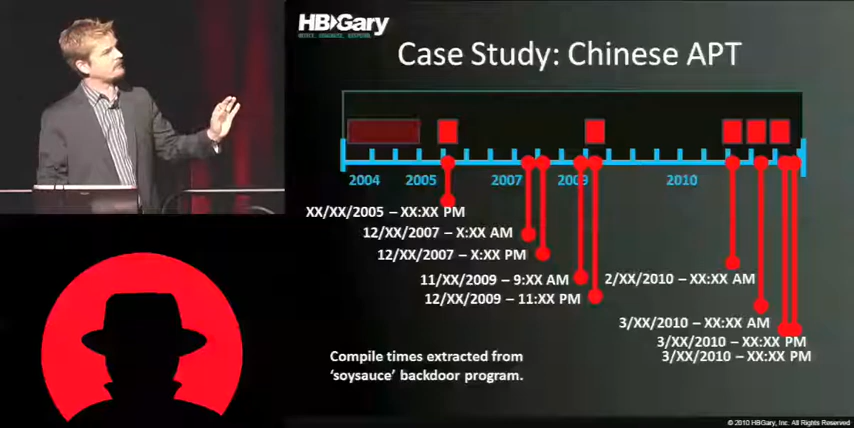 HBGary
Case Study: Chinese APT
2004 2005 2007 2009 2010
XX/XX/2005 – XX:XX PM
12/XX/2007 – X:XX AM
12/XX/2007 – X:XX PM
11/XX/2009 – 9:XX AM
12/XX/2009 – 11:XX PM
2/XX/2010 – XX:XX AM
3/XX/2010 – XX:XX AM
3/XX/2010 – XX:XX PM
3/XX/2010 – XX:XX PM
Compile times extracted from
‘soysauce’ backdoor program.
© 2010 HBGary, Inc. All Rights Reserved